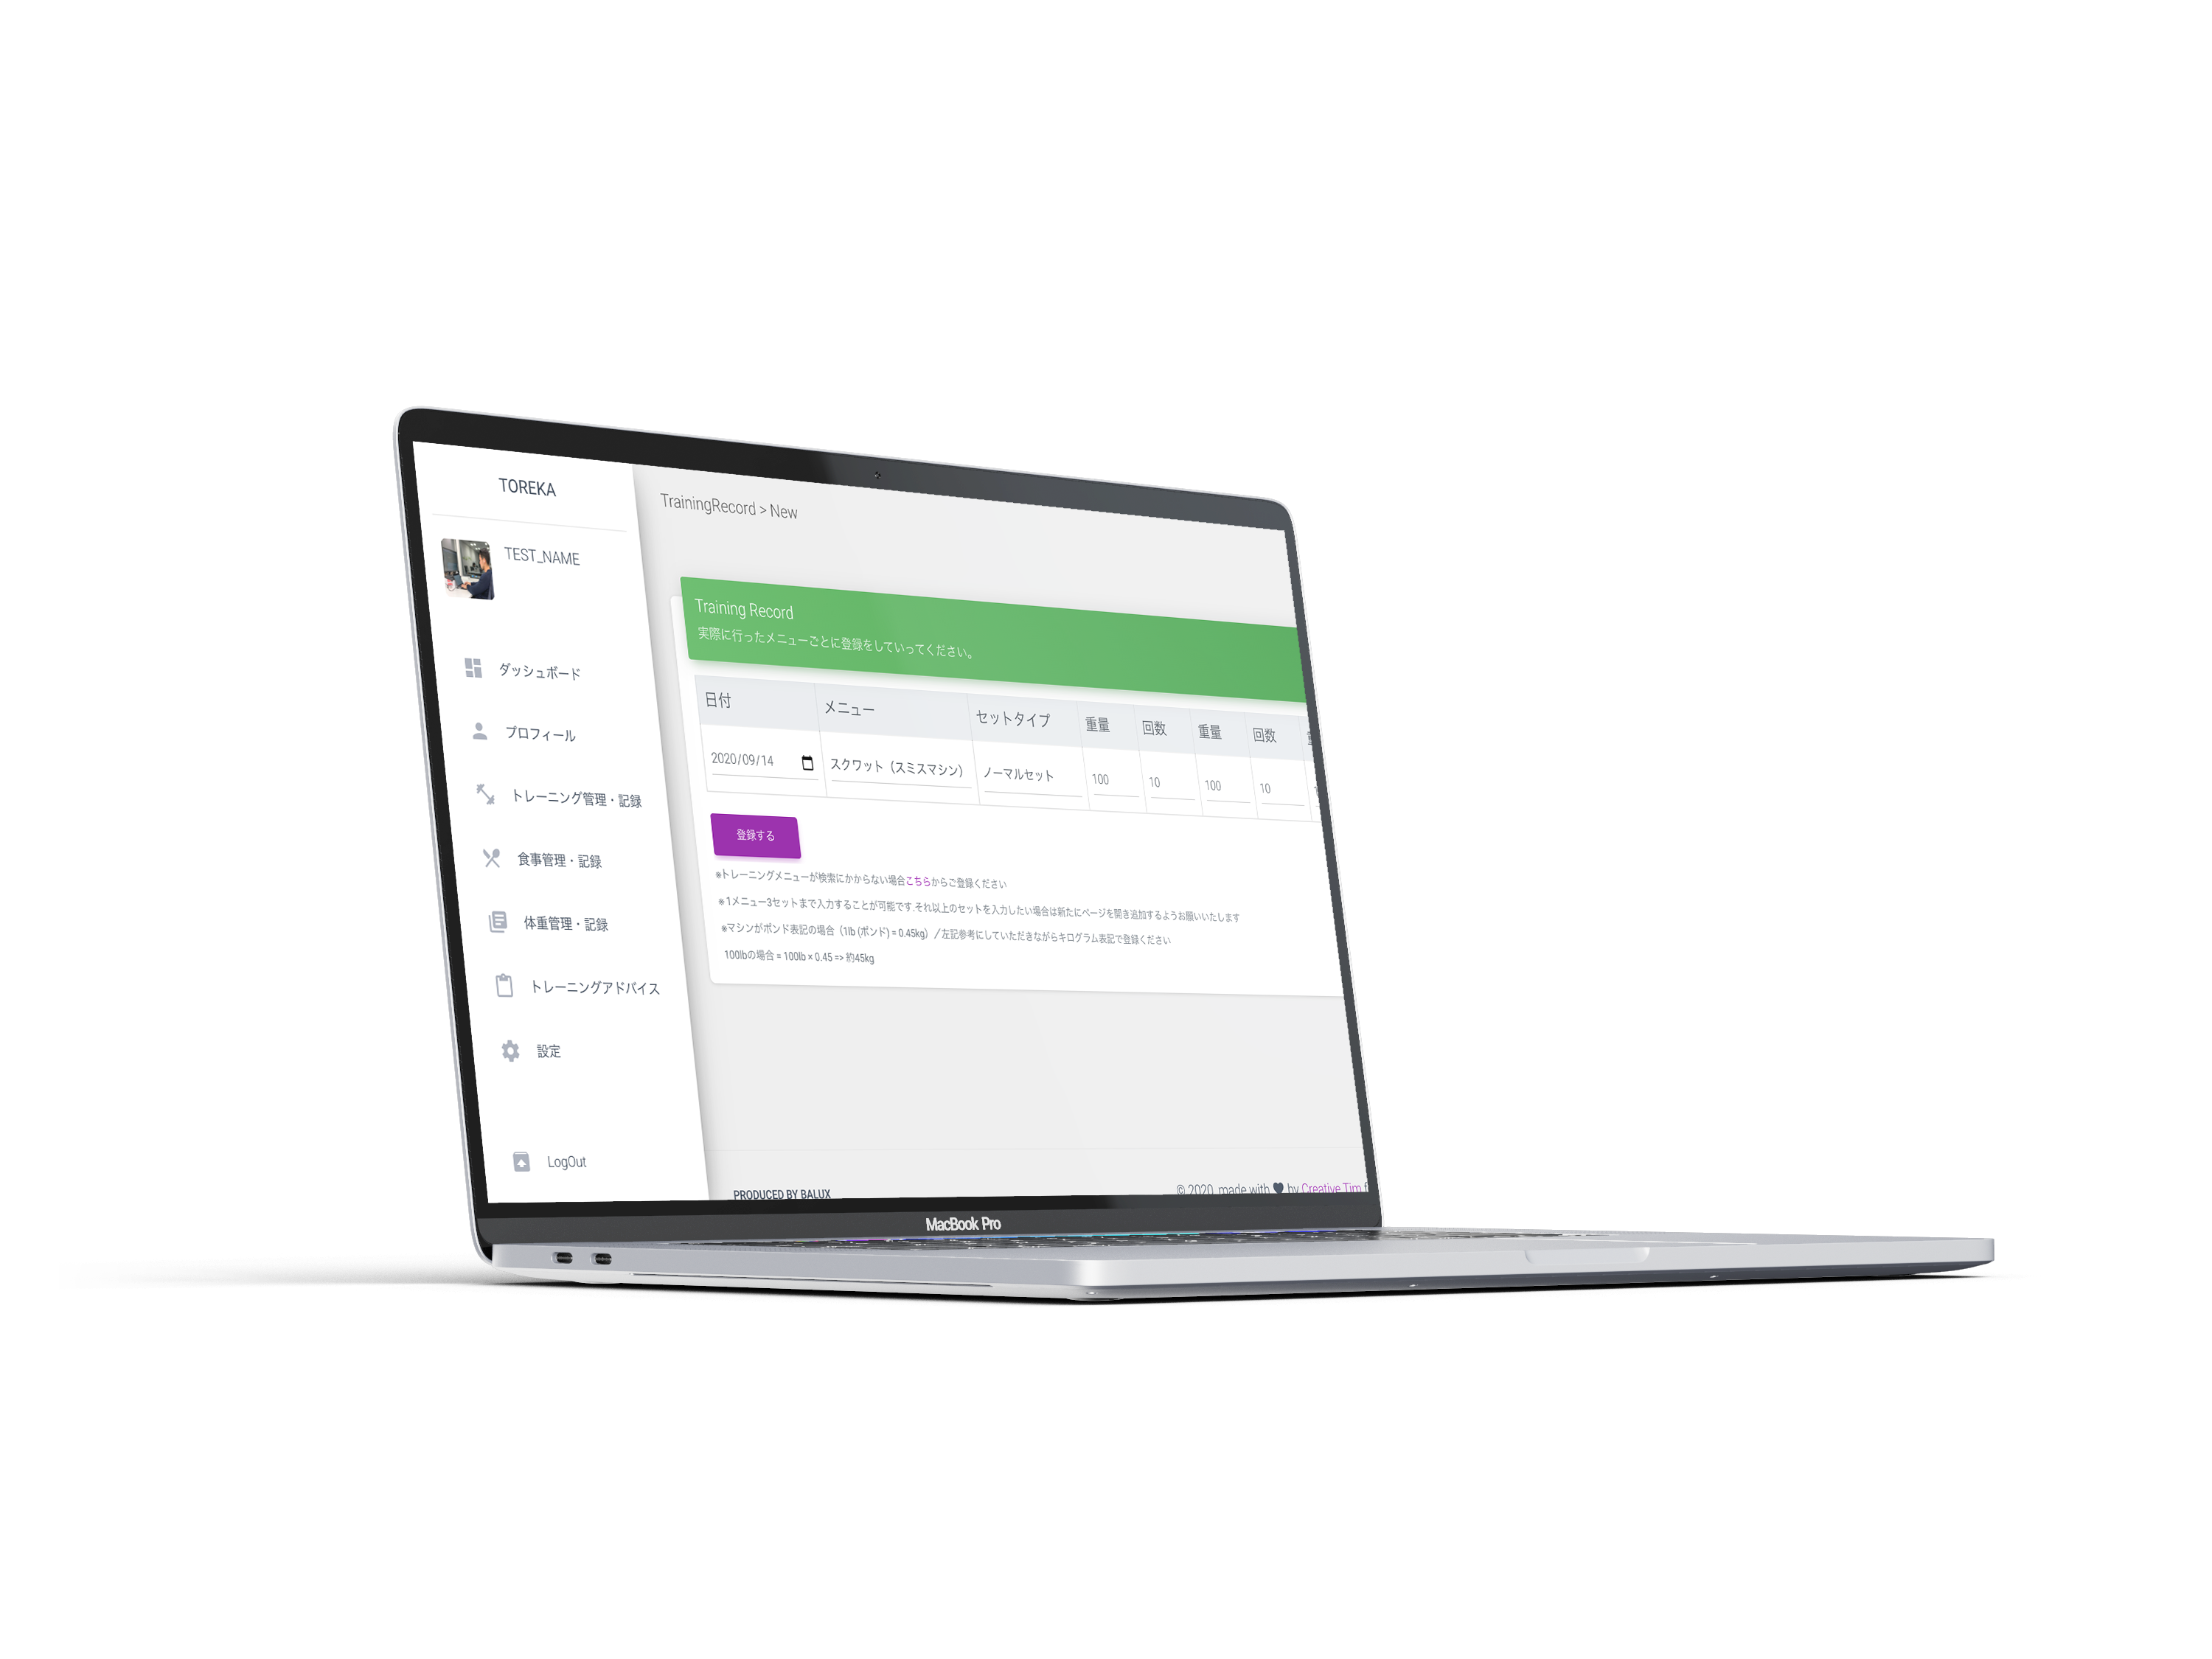 TOREKA
TEST_NAME
ダッシュボード
プロフィール
トレーニング管理・記録
食事管理・記録
体重管理・記録
トレーニングアドバイス
設定
LogOut
TrainingRecord > New
Training Record
実際に行ったメニューごとに登録をしていってください。
日付 メニュー セットタイプ 重量 回数 重量 回数
2020/09/14 スクワット（スミスマシン） ノーマルセット 100 10 100 10
登録する
※トレーニングメニューが検索にかからない場合こちらからご登録ください
※1メニュー3セットまで入力することが可能です.それ以上のセットを入力したい場合は新たにページを開き追加するようお願いいたします
※マシンがポンド表記の場合（1lb (ポンド) = 0.45kg）／左記参考にしていただきながらキログラム表記で登録ください
100lbの場合 = 100lb × 0.45 => 約45kg
PRODUCED BY BALUX
© 2020, made with by Creative Tim f
MacBook Pro